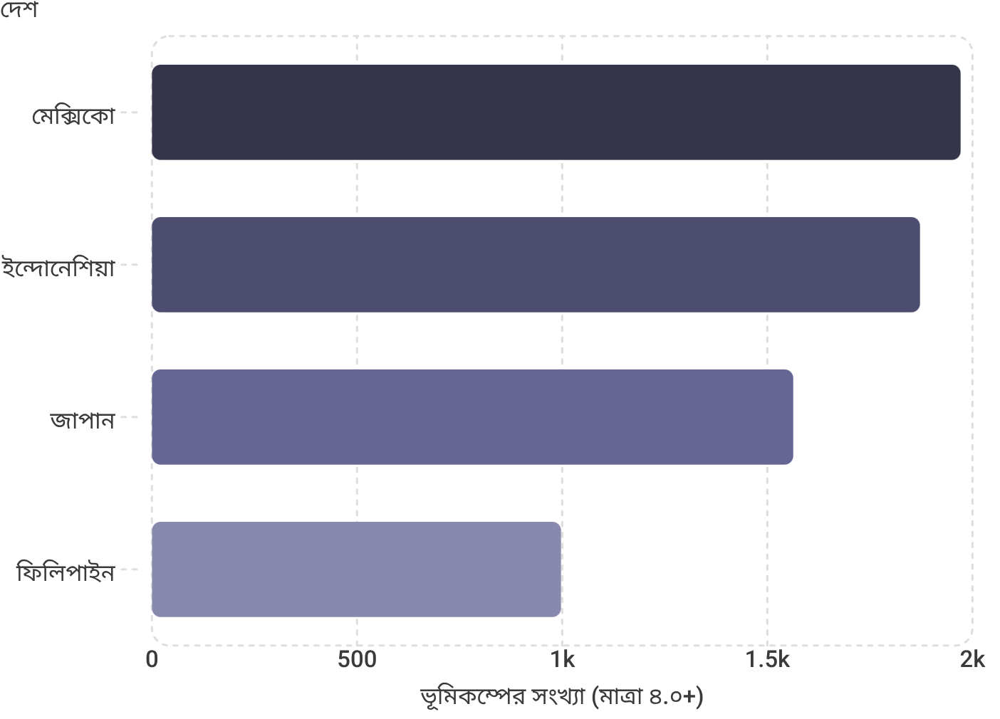 দেশ
মেক্সিকো
ইন্দোনেশিয়া
জাপান
ফিলিপাইন
0 500 1k 1.5k 2k
ভূমিকম্পের সংখ্যা (মাত্রা ৪.০+)